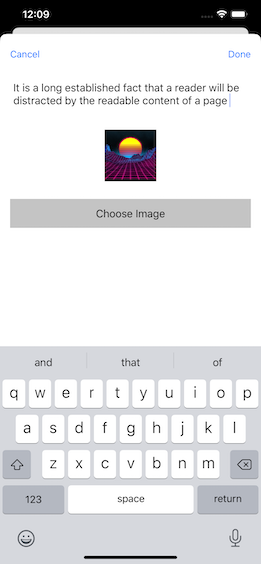 12:09
Cancel Done
It is a long established fact that a reader will be
distracted by the readable content of a page
Choose Image
and that of
q w e r t y u i o p
a s d f g h j k l
z x c v b n m
123 space return